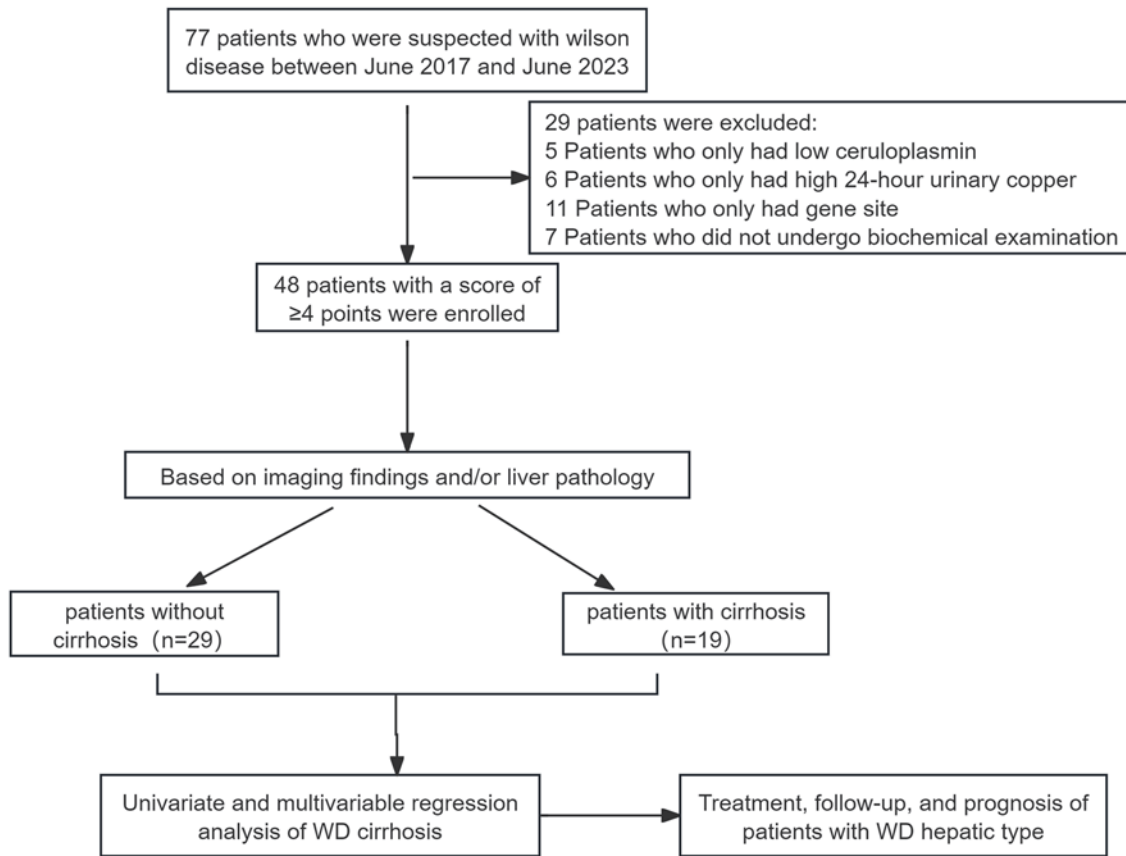 77 patients who were suspected with wilson
disease between June 2017 and June 2023
29 patients were excluded:
5 Patients who only had low ceruloplasmin
6 Patients who only had high 24-hour urinary copper
11 Patients who only had gene site
7 Patients who did not undergo biochemical examination
48 patients with a score of
≥4 points were enrolled
Based on imaging findings and/or liver pathology
patients without
cirrhosis（n=29）
patients with cirrhosis
(n=19)
Univariate and multivariable regression
analysis of WD cirrhosis
Treatment, follow-up, and prognosis of
patients with WD hepatic type